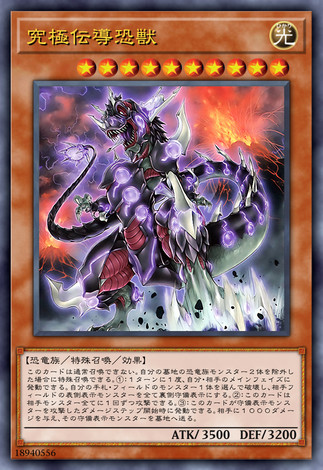 究極伝導恐獣
光
【恐竜族／特殊召喚／効果】
このカードは通常召喚できない。自分の墓地の恐竜族モンスター２体を除外し
た場合に特殊召喚できる。①：１ターンに１度、自分・相手のメインフェイズに
発動できる。自分の手札・フィールドのモンスター１体を選んで破壊し、相手フ
ィールドの表側表示モンスターを全て裏側守備表示にする。②：このカードは
相手モンスター全てに１回ずつ攻撃できる。③：このカードが守備表示モンス
ターを攻撃したダメージステップ開始時に発動できる。相手に１０００ダメー
ジを与え、その守備表示モンスターを墓地へ送る。
ATK/3500 DEF/3200
18940556